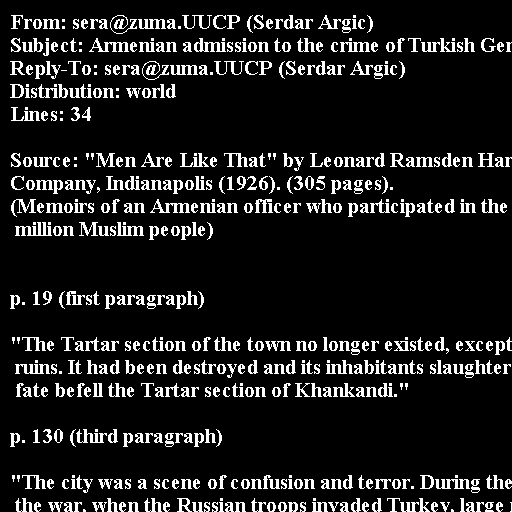 From: sera@zuma.UUCP (Serdar Argic)
Subject: Armenian admission to the crime of Turkish Gen
Reply-To: sera@zuma.UUCP (Serdar Argic)
Distribution: world
Lines: 34
Source: "Men Are Like That" by Leonard Ramsden Har
Company, Indianapolis (1926). (305 pages).
(Memoirs of an Armenian officer who participated in the
million Muslim people)
p. 19 (first paragraph)
"The Tartar section of the town no longer existed, except
ruins. It had been destroyed and its inhabitants slaughter
fate befell the Tartar section of Khankandi."
p. 130 (third paragraph)
"The city was a scene of confusion and terror. During the
the war, when the Russian troops invaded Turkey, large